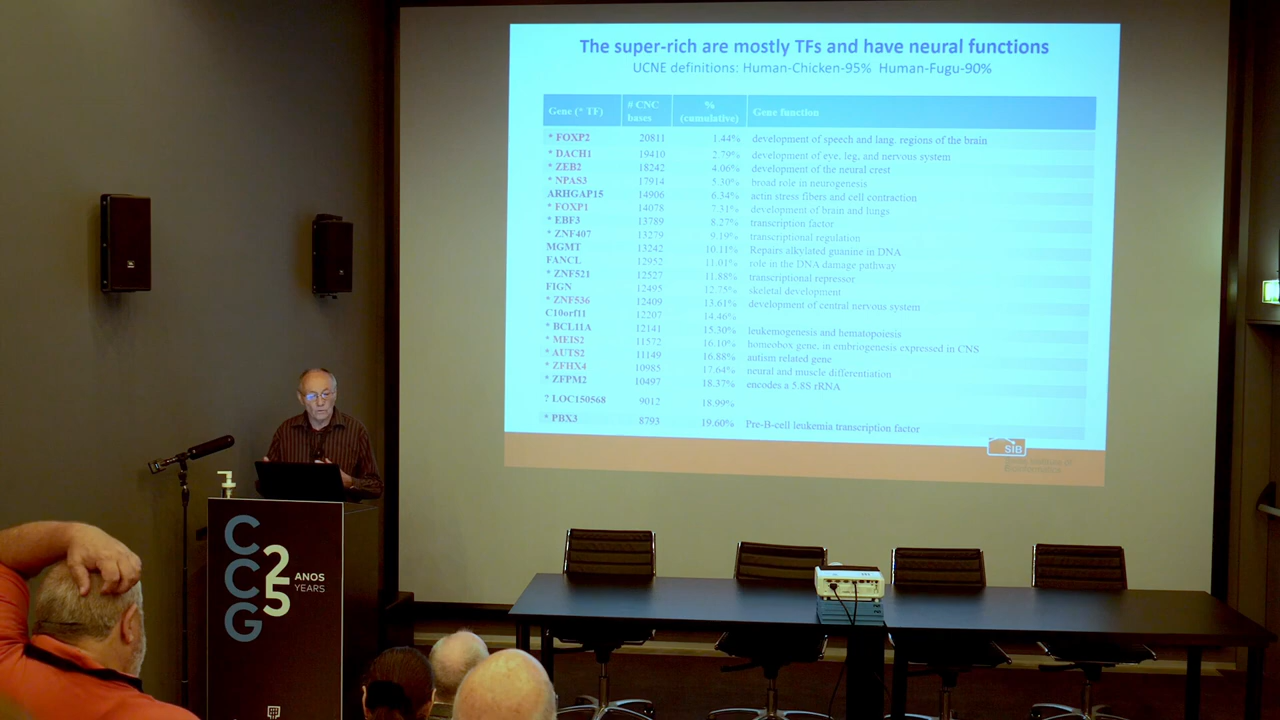 The super-rich are mostly TFs and have neural functions
UCNE definitions: Human-Chicken-95% Human-Fugu-90%
Gene (* TF) # CNC bases % (cumulative) Gene function
* FOXP2 20811 1.44% development of speech and lang. regions of the brain
* DACH1 19410 2.79% development of eye, leg, and nervous system
* ZEB2 18242 4.06% development of the neural crest
* NPAS3 17914 5.30% broad role in neurogenesis
ARHGAP15 14906 6.34% actin stress fibers and cell contraction
* FOXP1 14078 7.31% development of brain and lungs
* EBF3 13789 8.27% transcription factor
* ZNF407 13279 9.19% transcriptional regulation
MGMT 13242 10.11% Repairs alkylated guanine in DNA
FANCL 12952 11.01% role in the DNA damage pathway
* ZNF521 12527 11.88% transcriptional repressor
FIGN 12495 12.75% skeletal development
* ZNF536 12409 13.61% development of central nervous system
C10orf11 12207 14.46%
* BCL11A 12141 15.30% leukemogenesis and hematopoiesis
* MEIS2 11572 16.10% homeobox gene, in embriogenesis expressed in CNS
* AUTS2 11149 16.88% autism related gene
* ZFHX4 10985 17.64% neural and muscle differentiation
* ZFPM2 10497 18.37% encodes a 5.8S rRNA
? LOC150568 9012 18.99%
* PBX3 8793 19.60% Pre-B-cell leukemia transcription factor
SIB
Swiss Institute of
Bioinformatics
CCG
25
ANOS
YEARS